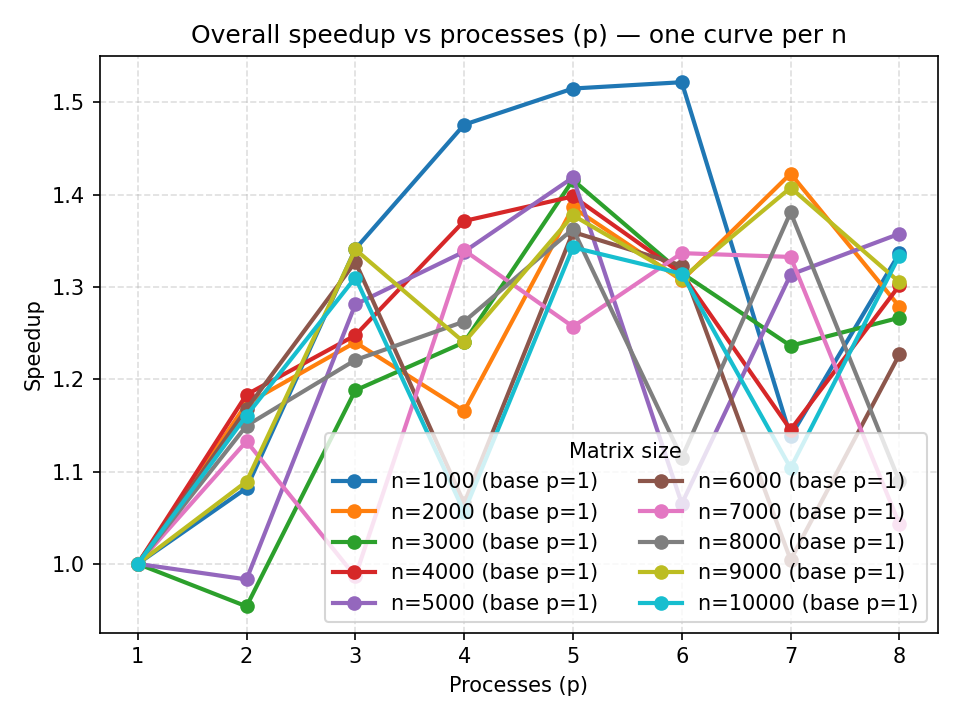 Overall speedup vs processes (p) — one curve per n
Speedup
1.5
1.4
1.3
1.2
1.1
1.0
Matrix size
n=1000 (base p=1)
n=2000 (base p=1)
n=3000 (base p=1)
n=4000 (base p=1)
n=5000 (base p=1)
n=6000 (base p=1)
n=7000 (base p=1)
n=8000 (base p=1)
n=9000 (base p=1)
n=10000 (base p=1)
1 2 3 4 5 6 7 8
Processes (p)